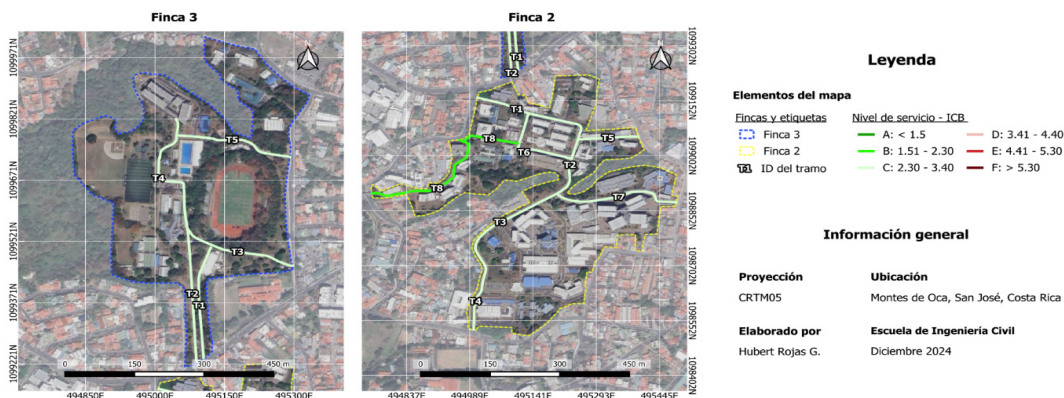 Finca 3
Finca 2
1099971N
1099821N
1099671N
1099521N
1099371N
1099221N
T5
T4
T3
T2
T1
0 150 300 450 m
494850E 495000E 495150E 495300E
T1
T2
T1
T8
T5
T6
T2
T8
T7
T3
T4
1099302N
1099152N
1099002N
1098852N
1098702N
1098552N
1098402N
0 150 300 450 m
494837E 494989E 495141E 495293E 495445E
Leyenda
Elementos del mapa
Fincas y etiquetas Nivel de servicio - ICB
Finca 3 A: < 1.5 D: 3.41 - 4.40
Finca 2 B: 1.51 - 2.30 E: 4.41 - 5.30
ID del tramo C: 2.30 - 3.40 F: > 5.30
Información general
Proyección Ubicación
CRTM05 Montes de Oca, San José, Costa Rica
Elaborado por Escuela de Ingeniería Civil
Hubert Rojas G. Diciembre 2024